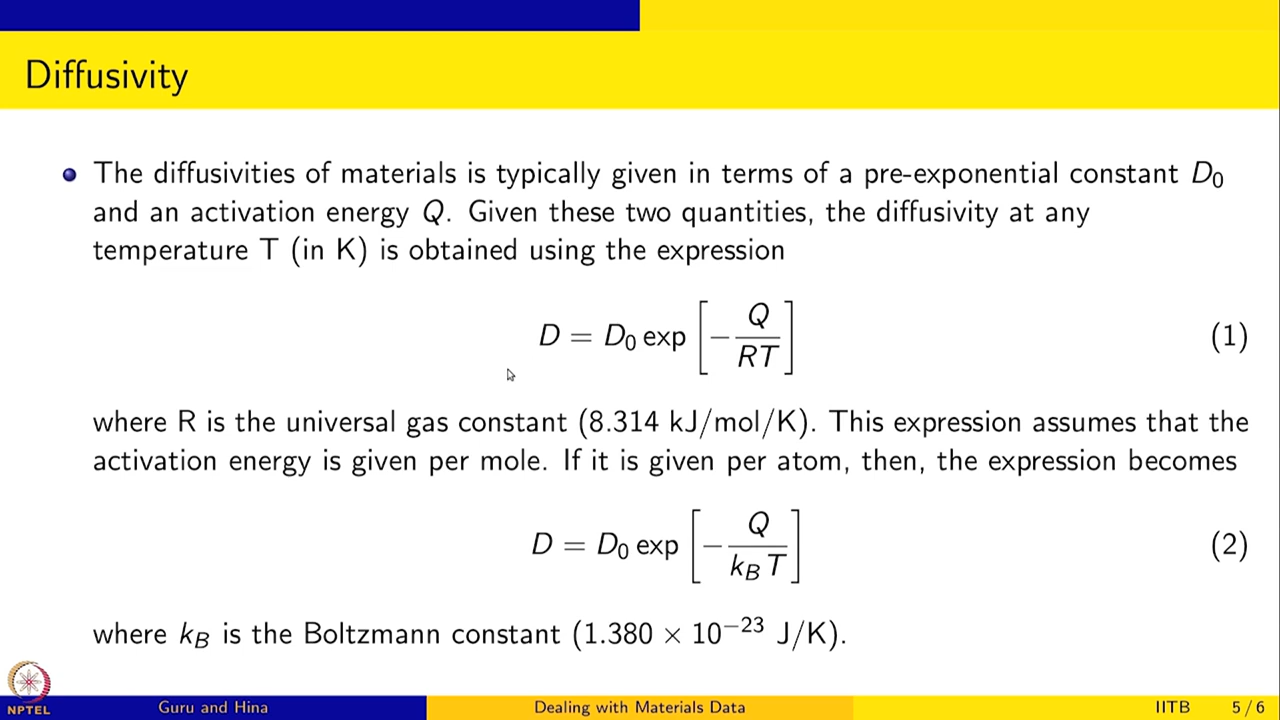 Diffusivity
The diffusivities of materials is typically given in terms of a pre-exponential constant D₀
and an activation energy Q. Given these two quantities, the diffusivity at any
temperature T (in K) is obtained using the expression
D = D₀ exp [− Q/RT] (1)
where R is the universal gas constant (8.314 kJ/mol/K). This expression assumes that the
activation energy is given per mole. If it is given per atom, then, the expression becomes
D = D₀ exp [− Q/k_B T] (2)
where k_B is the Boltzmann constant (1.380 × 10⁻²³ J/K).
NPTEL
Guru and Hina Dealing with Materials Data IITB 5 / 6